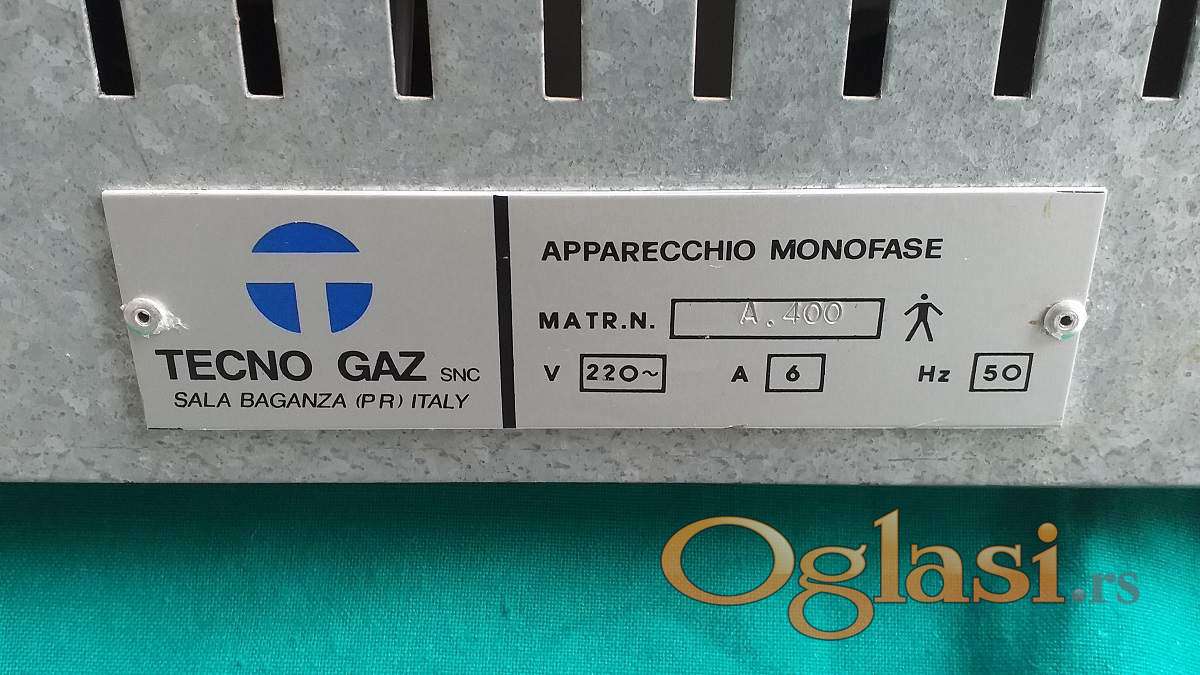 TECNO GAZ SNC
SALA BAGANZA (PR) ITALY
APPARECCHIO MONOFASE
MATR.N. A.400
V 220~ A 6 Hz 50
Oglasi.rs